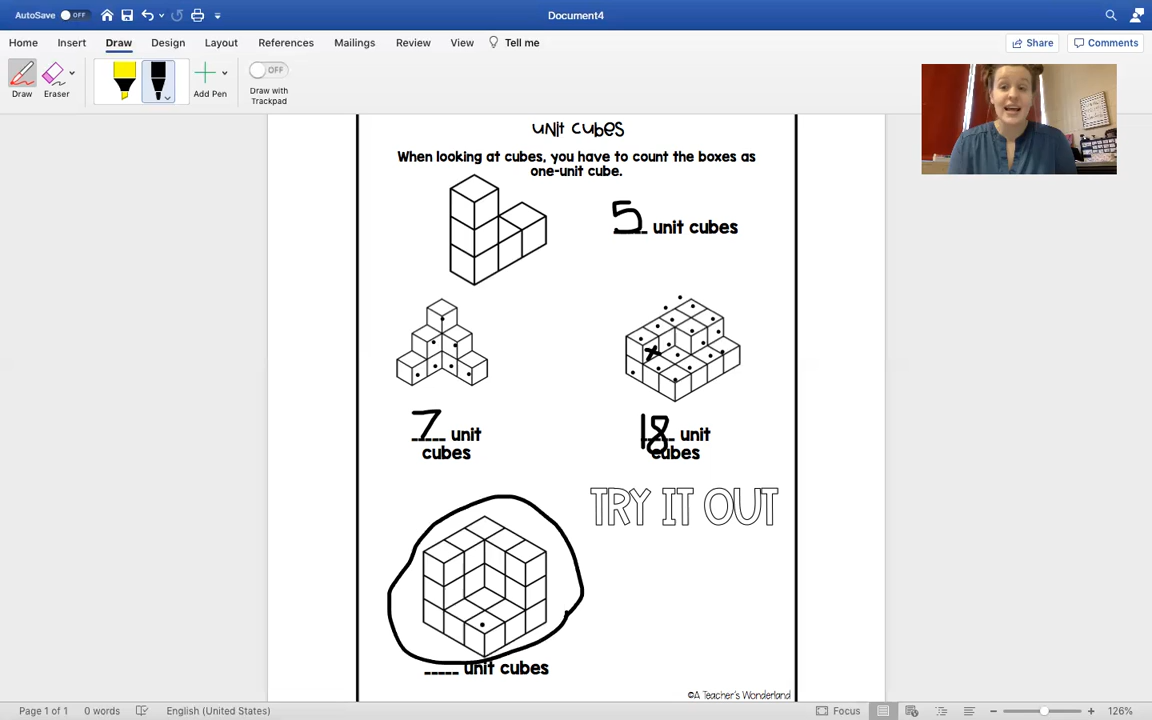 AutoSave OFF
Document4
Home Insert Draw Design Layout References Mailings Review View Tell me
Share Comments
OFF
Draw Eraser Add Pen Draw with
Trackpad
UNIT CUBES
When looking at cubes, you have to count the boxes as
one-unit cube.
5 unit cubes
7 unit
cubes
18 unit
cubes
TRY IT OUT
_____ unit cubes
©A Teacher's Wonderland
Page 1 of 1 0 words English (United States) Focus 126%